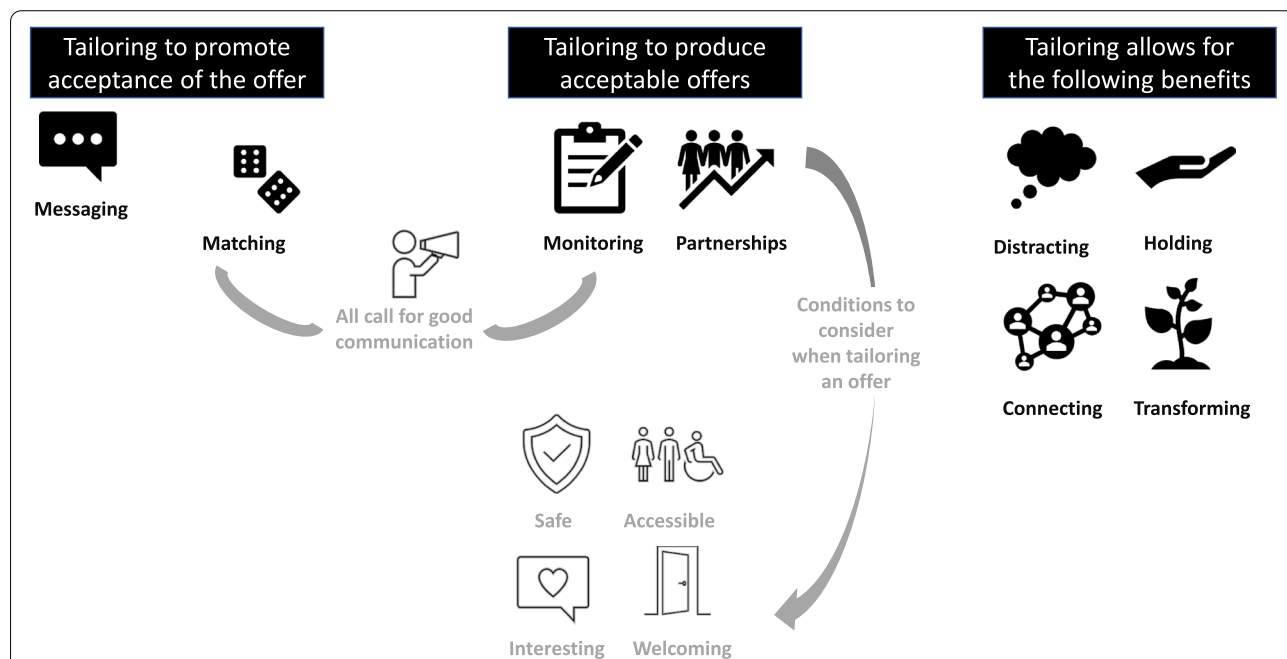 Tailoring to promote
acceptance of the offer
Messaging
Matching
All call for good
communication
Tailoring to produce
acceptable offers
Monitoring
Partnerships
Conditions to
consider
when tailoring
an offer
Safe
Accessible
Interesting
Welcoming
Tailoring allows for
the following benefits
Distracting
Holding
Connecting
Transforming